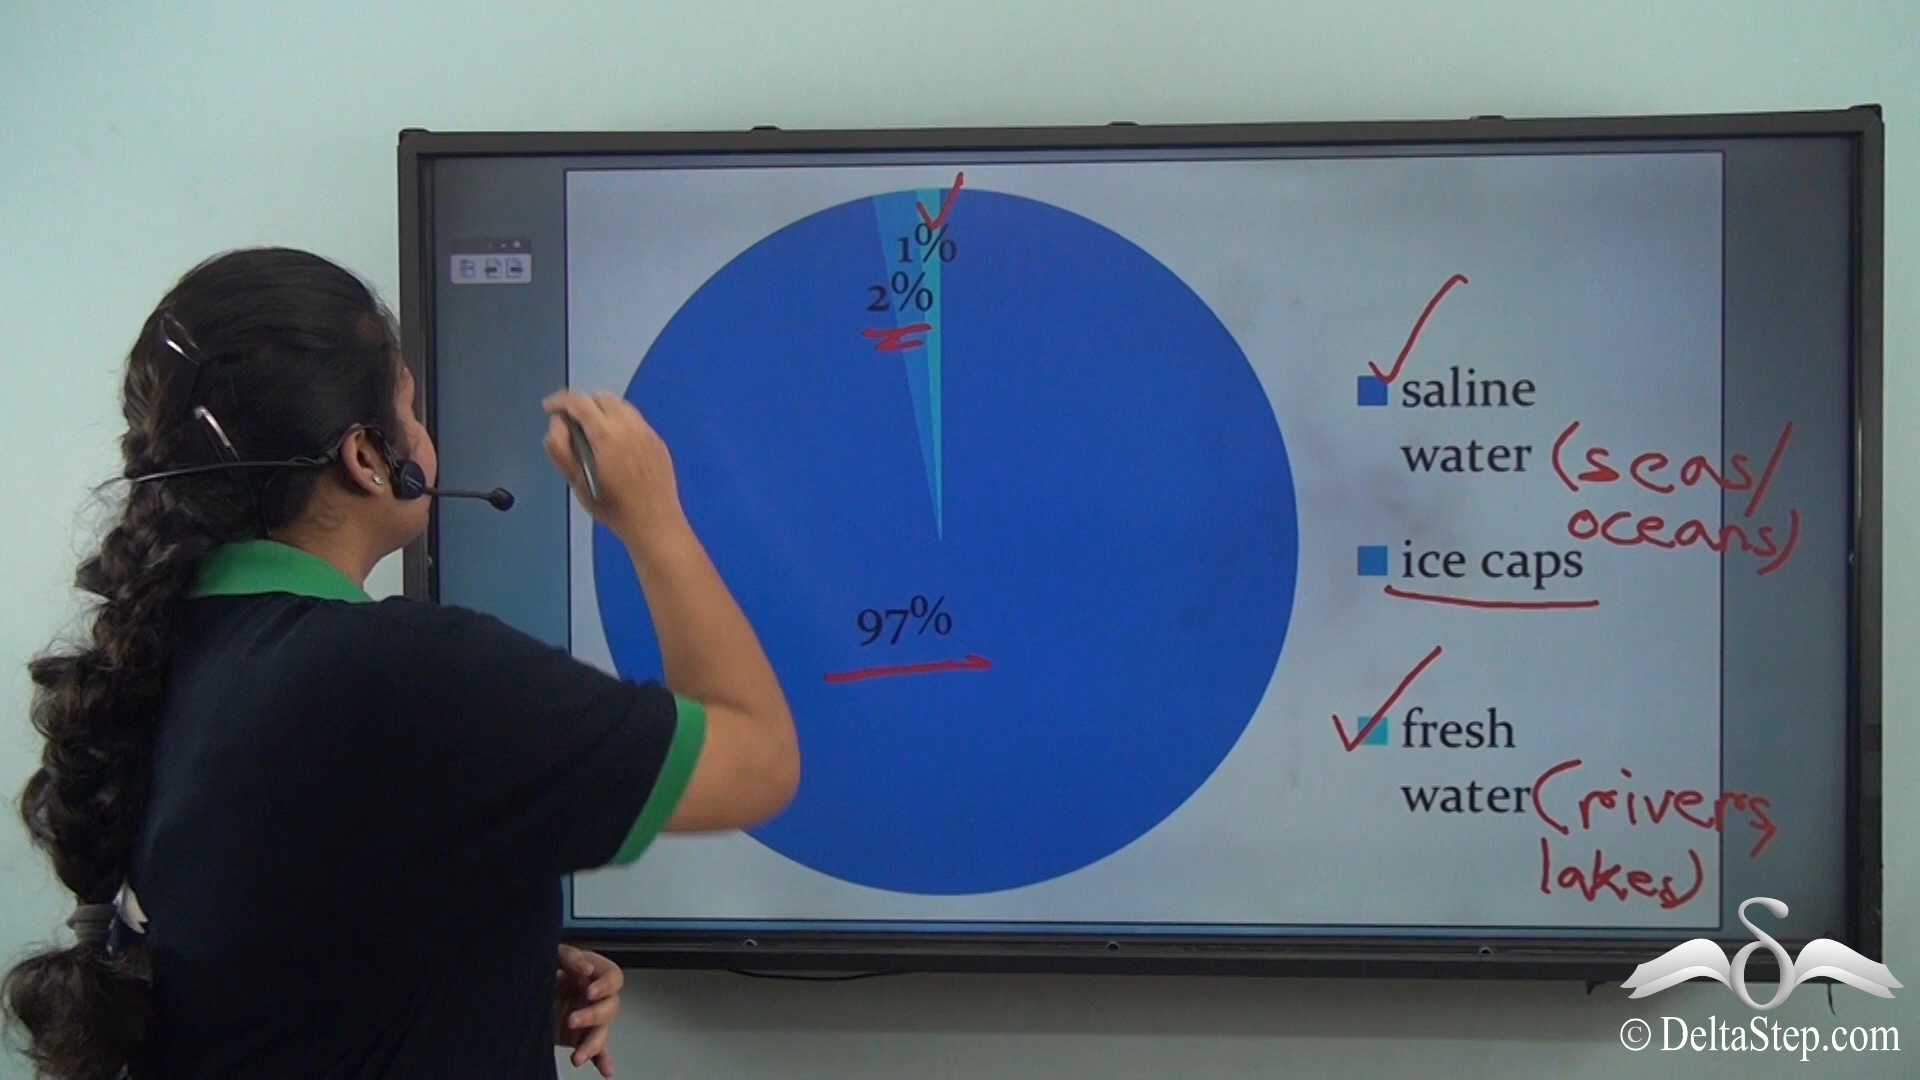 1%
2%
97%
saline
water (seas/
oceans)
ice caps
fresh
water (rivers,
lakes)
© DeltaStep.com